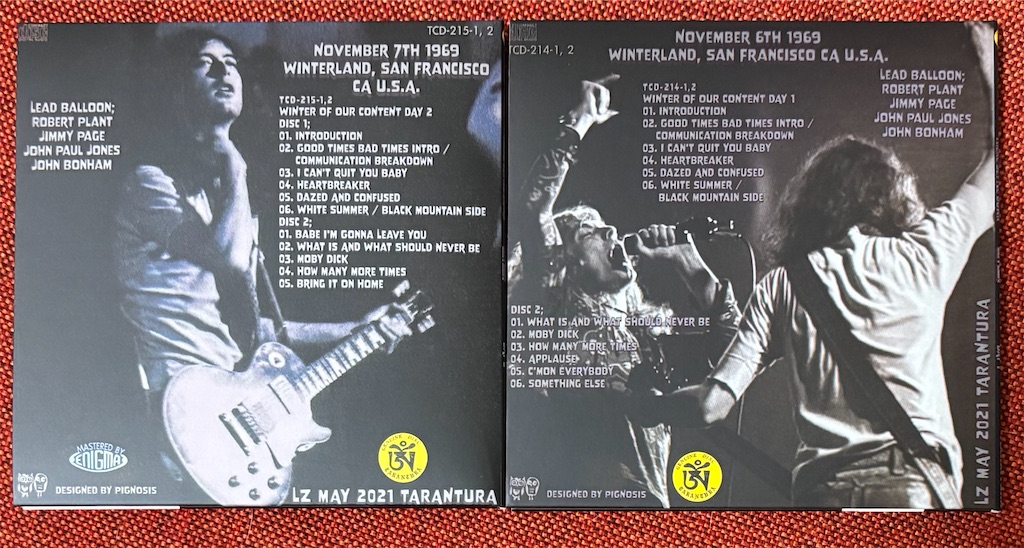 TCD-215-1, 2
NOVEMBER 7TH 1969
WINTERLAND, SAN FRANCISCO
CA U.S.A.
LEAD BALLOON;
ROBERT PLANT
JIMMY PAGE
JOHN PAUL JONES
JOHN BONHAM
TCD-215-1,2
WINTER OF OUR CONTENT DAY 2
DISC 1;
01. INTRODUCTION
02. GOOD TIMES BAD TIMES INTRO /
COMMUNICATION BREAKDOWN
03. I CAN'T QUIT YOU BABY
04. HEARTBREAKER
05. DAZED AND CONFUSED
06. WHITE SUMMER / BLACK MOUNTAIN SIDE
DISC 2;
01. BABE I'M GONNA LEAVE YOU
02. WHAT IS AND WHAT SHOULD NEVER BE
03. MOBY DICK
04. HOW MANY MORE TIMES
05. BRING IT ON HOME
MASTERED BY
ENIGMA
DESIGNED BY PIGNOSIS
TARANTURA
LZ MAY 2021 TARANTURA
TCD-214-1, 2
NOVEMBER 6TH 1969
WINTERLAND, SAN FRANCISCO CA U.S.A.
LEAD BALLOON;
ROBERT PLANT
JIMMY PAGE
JOHN PAUL JONES
JOHN BONHAM
TCD-214-1,2
WINTER OF OUR CONTENT DAY 1
01. INTRODUCTION
02. GOOD TIMES BAD TIMES INTRO /
COMMUNICATION BREAKDOWN
03. I CAN'T QUIT YOU BABY
04. HEARTBREAKER
05. DAZED AND CONFUSED
06. WHITE SUMMER /
BLACK MOUNTAIN SIDE
DISC 2;
01. WHAT IS AND WHAT SHOULD NEVER BE
02. MOBY DICK
03. HOW MANY MORE TIMES
04. APPLAUSE
05. C'MON EVERYBODY
06. SOMETHING ELSE
DESIGNED BY PIGNOSIS
TARANTURA
LZ MAY 2021 TARANTURA